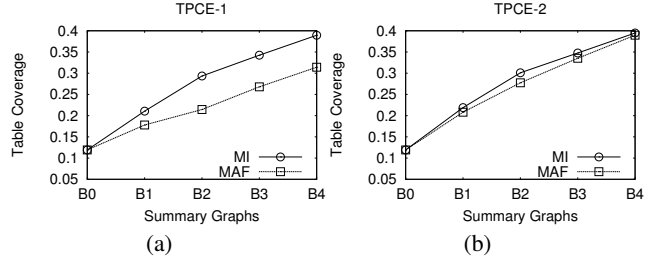 TPCE-1
0.4
0.35
0.3
0.25
0.2
0.15
0.1
0.05
Table Coverage
B0 B1 B2 B3 B4
Summary Graphs
MI
MAF
(a)
TPCE-2
0.4
0.35
0.3
0.25
0.2
0.15
0.1
0.05
Table Coverage
B0 B1 B2 B3 B4
Summary Graphs
MI
MAF
(b)